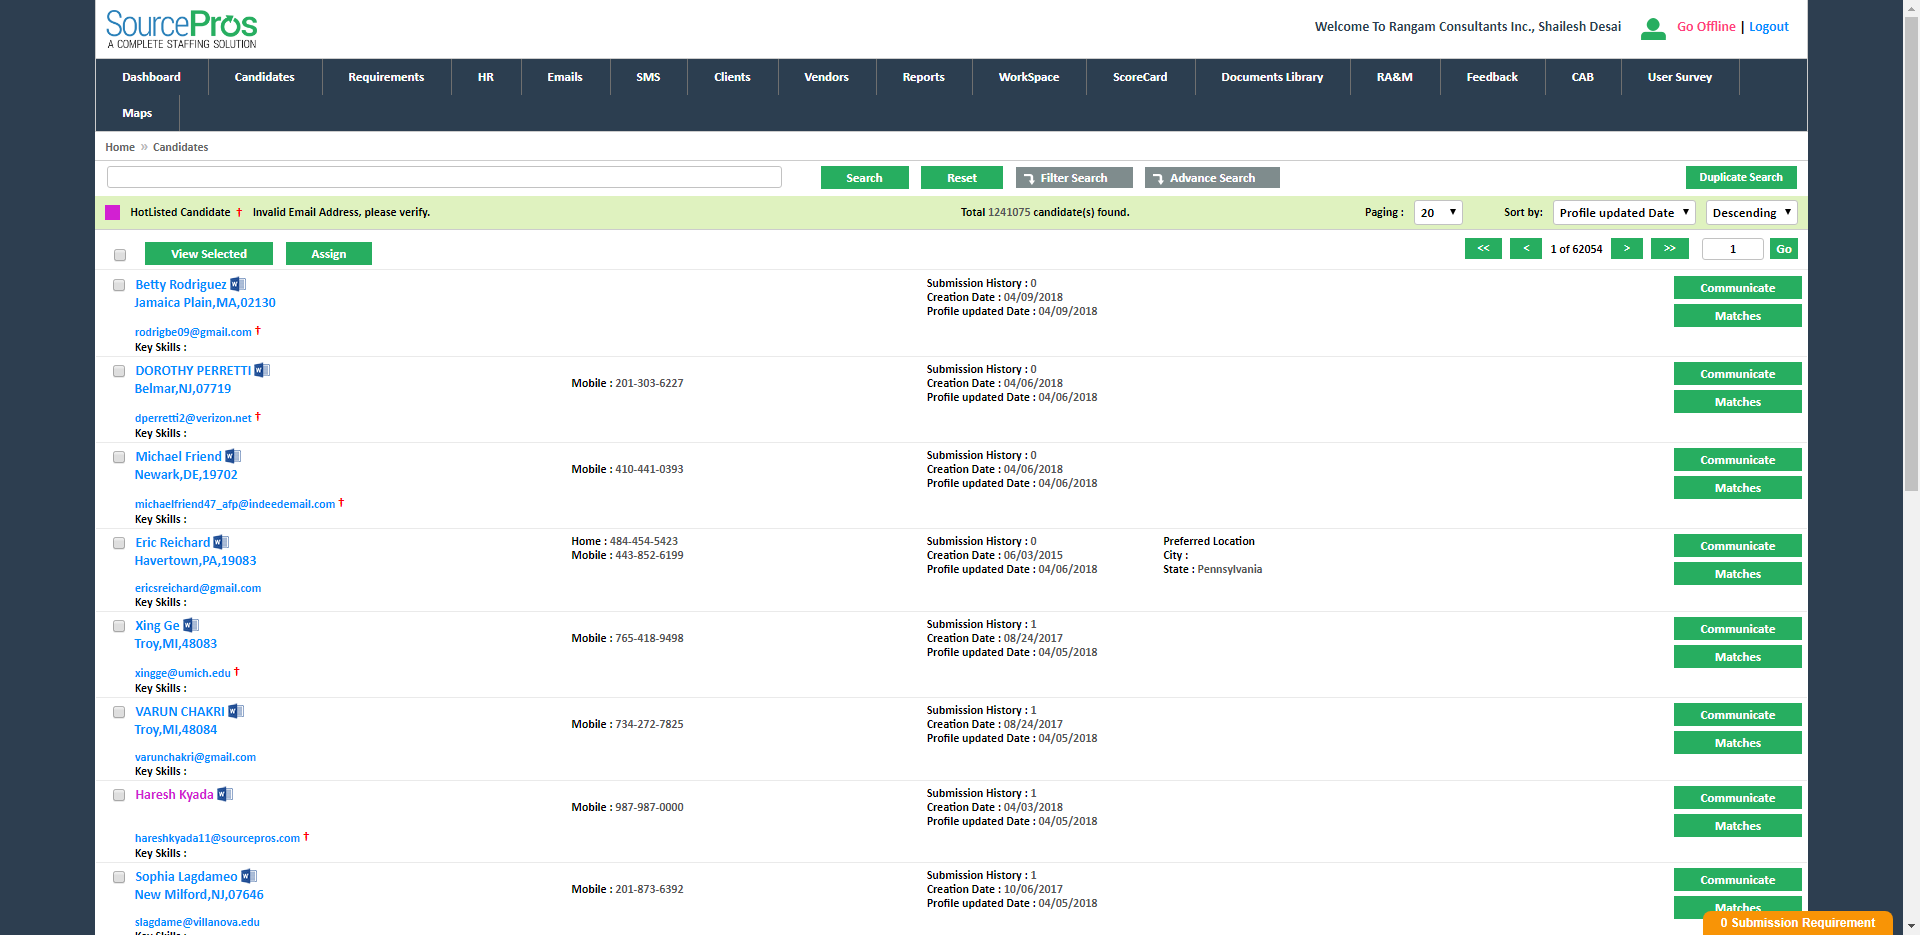 SourcePros
A COMPLETE STAFFING SOLUTION
Welcome To Rangam Consultants Inc., Shailesh Desai Go Offline | Logout
Dashboard Candidates Requirements HR Emails SMS Clients Vendors Reports WorkSpace ScoreCard Documents Library RA&M Feedback CAB User Survey
Maps
Home » Candidates
Search Reset Filter Search Advance Search Duplicate Search
HotListed Candidate † Invalid Email Address, please verify. Total 1241075 candidate(s) found. Paging : 20 Sort by: Profile updated Date Descending
View Selected Assign << < 1 of 62054 > >> 1 Go
Betty Rodriguez
Jamaica Plain,MA,02130
rodrigbe09@gmail.com †
Key Skills :
Submission History : 0
Creation Date : 04/09/2018
Profile updated Date : 04/09/2018
Communicate
Matches
DOROTHY PERRETTI
Belmar,NJ,07719
dperretti2@verizon.net †
Key Skills :
Mobile : 201-303-6227
Submission History : 0
Creation Date : 04/06/2018
Profile updated Date : 04/06/2018
Communicate
Matches
Michael Friend
Newark,DE,19702
michaelfriend47_afp@indeedemail.com †
Key Skills :
Mobile : 410-441-0393
Submission History : 0
Creation Date : 04/06/2018
Profile updated Date : 04/06/2018
Communicate
Matches
Eric Reichard
Havertown,PA,19083
ericsreichard@gmail.com
Key Skills :
Home : 484-454-5423
Mobile : 443-852-6199
Submission History : 0
Creation Date : 06/03/2015
Profile updated Date : 04/06/2018
Preferred Location
City :
State : Pennsylvania
Communicate
Matches
Xing Ge
Troy,MI,48083
xingge@umich.edu †
Key Skills :
Mobile : 765-418-9498
Submission History : 1
Creation Date : 08/24/2017
Profile updated Date : 04/05/2018
Communicate
Matches
VARUN CHAKRI
Troy,MI,48084
varunchakri@gmail.com
Key Skills :
Mobile : 734-272-7825
Submission History : 1
Creation Date : 08/24/2017
Profile updated Date : 04/05/2018
Communicate
Matches
Haresh Kyada
hareshkyada11@sourcepros.com †
Key Skills :
Mobile : 987-987-0000
Submission History : 1
Creation Date : 04/03/2018
Profile updated Date : 04/05/2018
Communicate
Matches
Sophia Lagdameo
New Milford,NJ,07646
slagdame@villanova.edu
Key Skills :
Mobile : 201-873-6392
Submission History : 1
Creation Date : 10/06/2017
Profile updated Date : 04/05/2018
Communicate
Matches
0 Submission Requirement